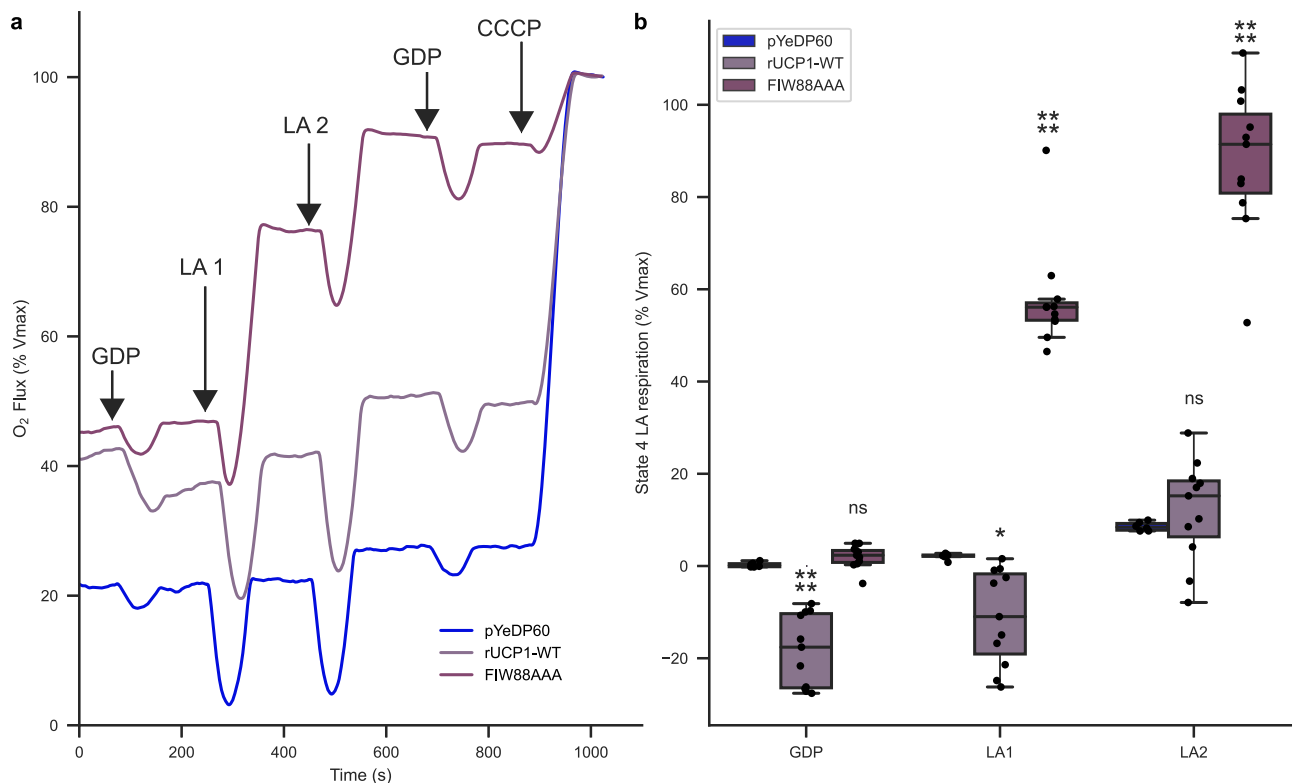 a
O2 Flux (% Vmax)
100
80
60
40
20
0
GDP
LA 1
LA 2
GDP
CCCP
pYeDP60
rUCP1-WT
FIW88AAA
0 200 400 600 800 1000
Time (s)
b
State 4 LA respiration (% Vmax)
pYeDP60
rUCP1-WT
FIW88AAA
100
80
60
40
20
0
−20
**
**
ns
*
**
**
ns
**
**
GDP LA1 LA2